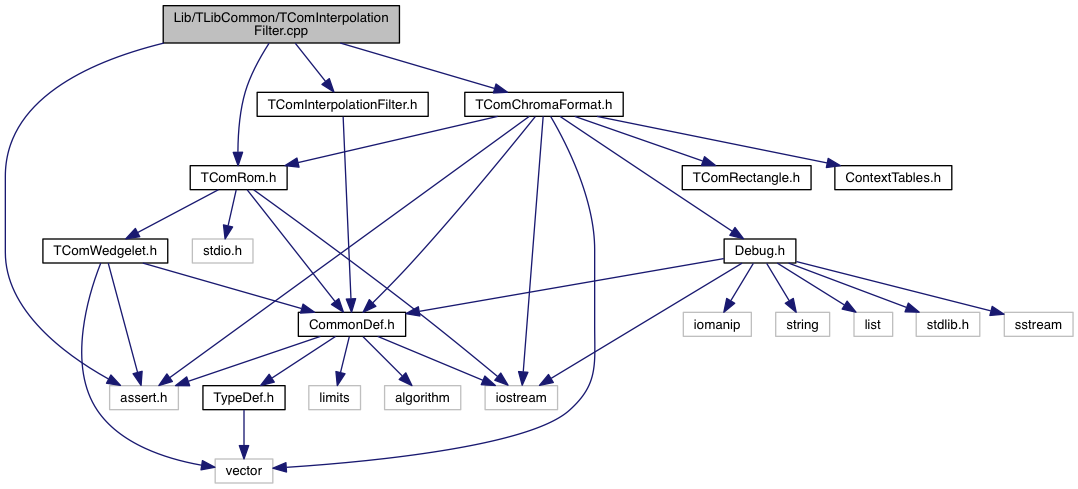 Lib/TLibCommon/TComInterpolation
Filter.cpp
TComInterpolationFilter.h
TComChromaFormat.h
TComRom.h
TComRectangle.h
ContextTables.h
TComWedgelet.h
stdio.h
Debug.h
CommonDef.h
iomanip
string
list
stdlib.h
sstream
assert.h
TypeDef.h
limits
algorithm
iostream
vector